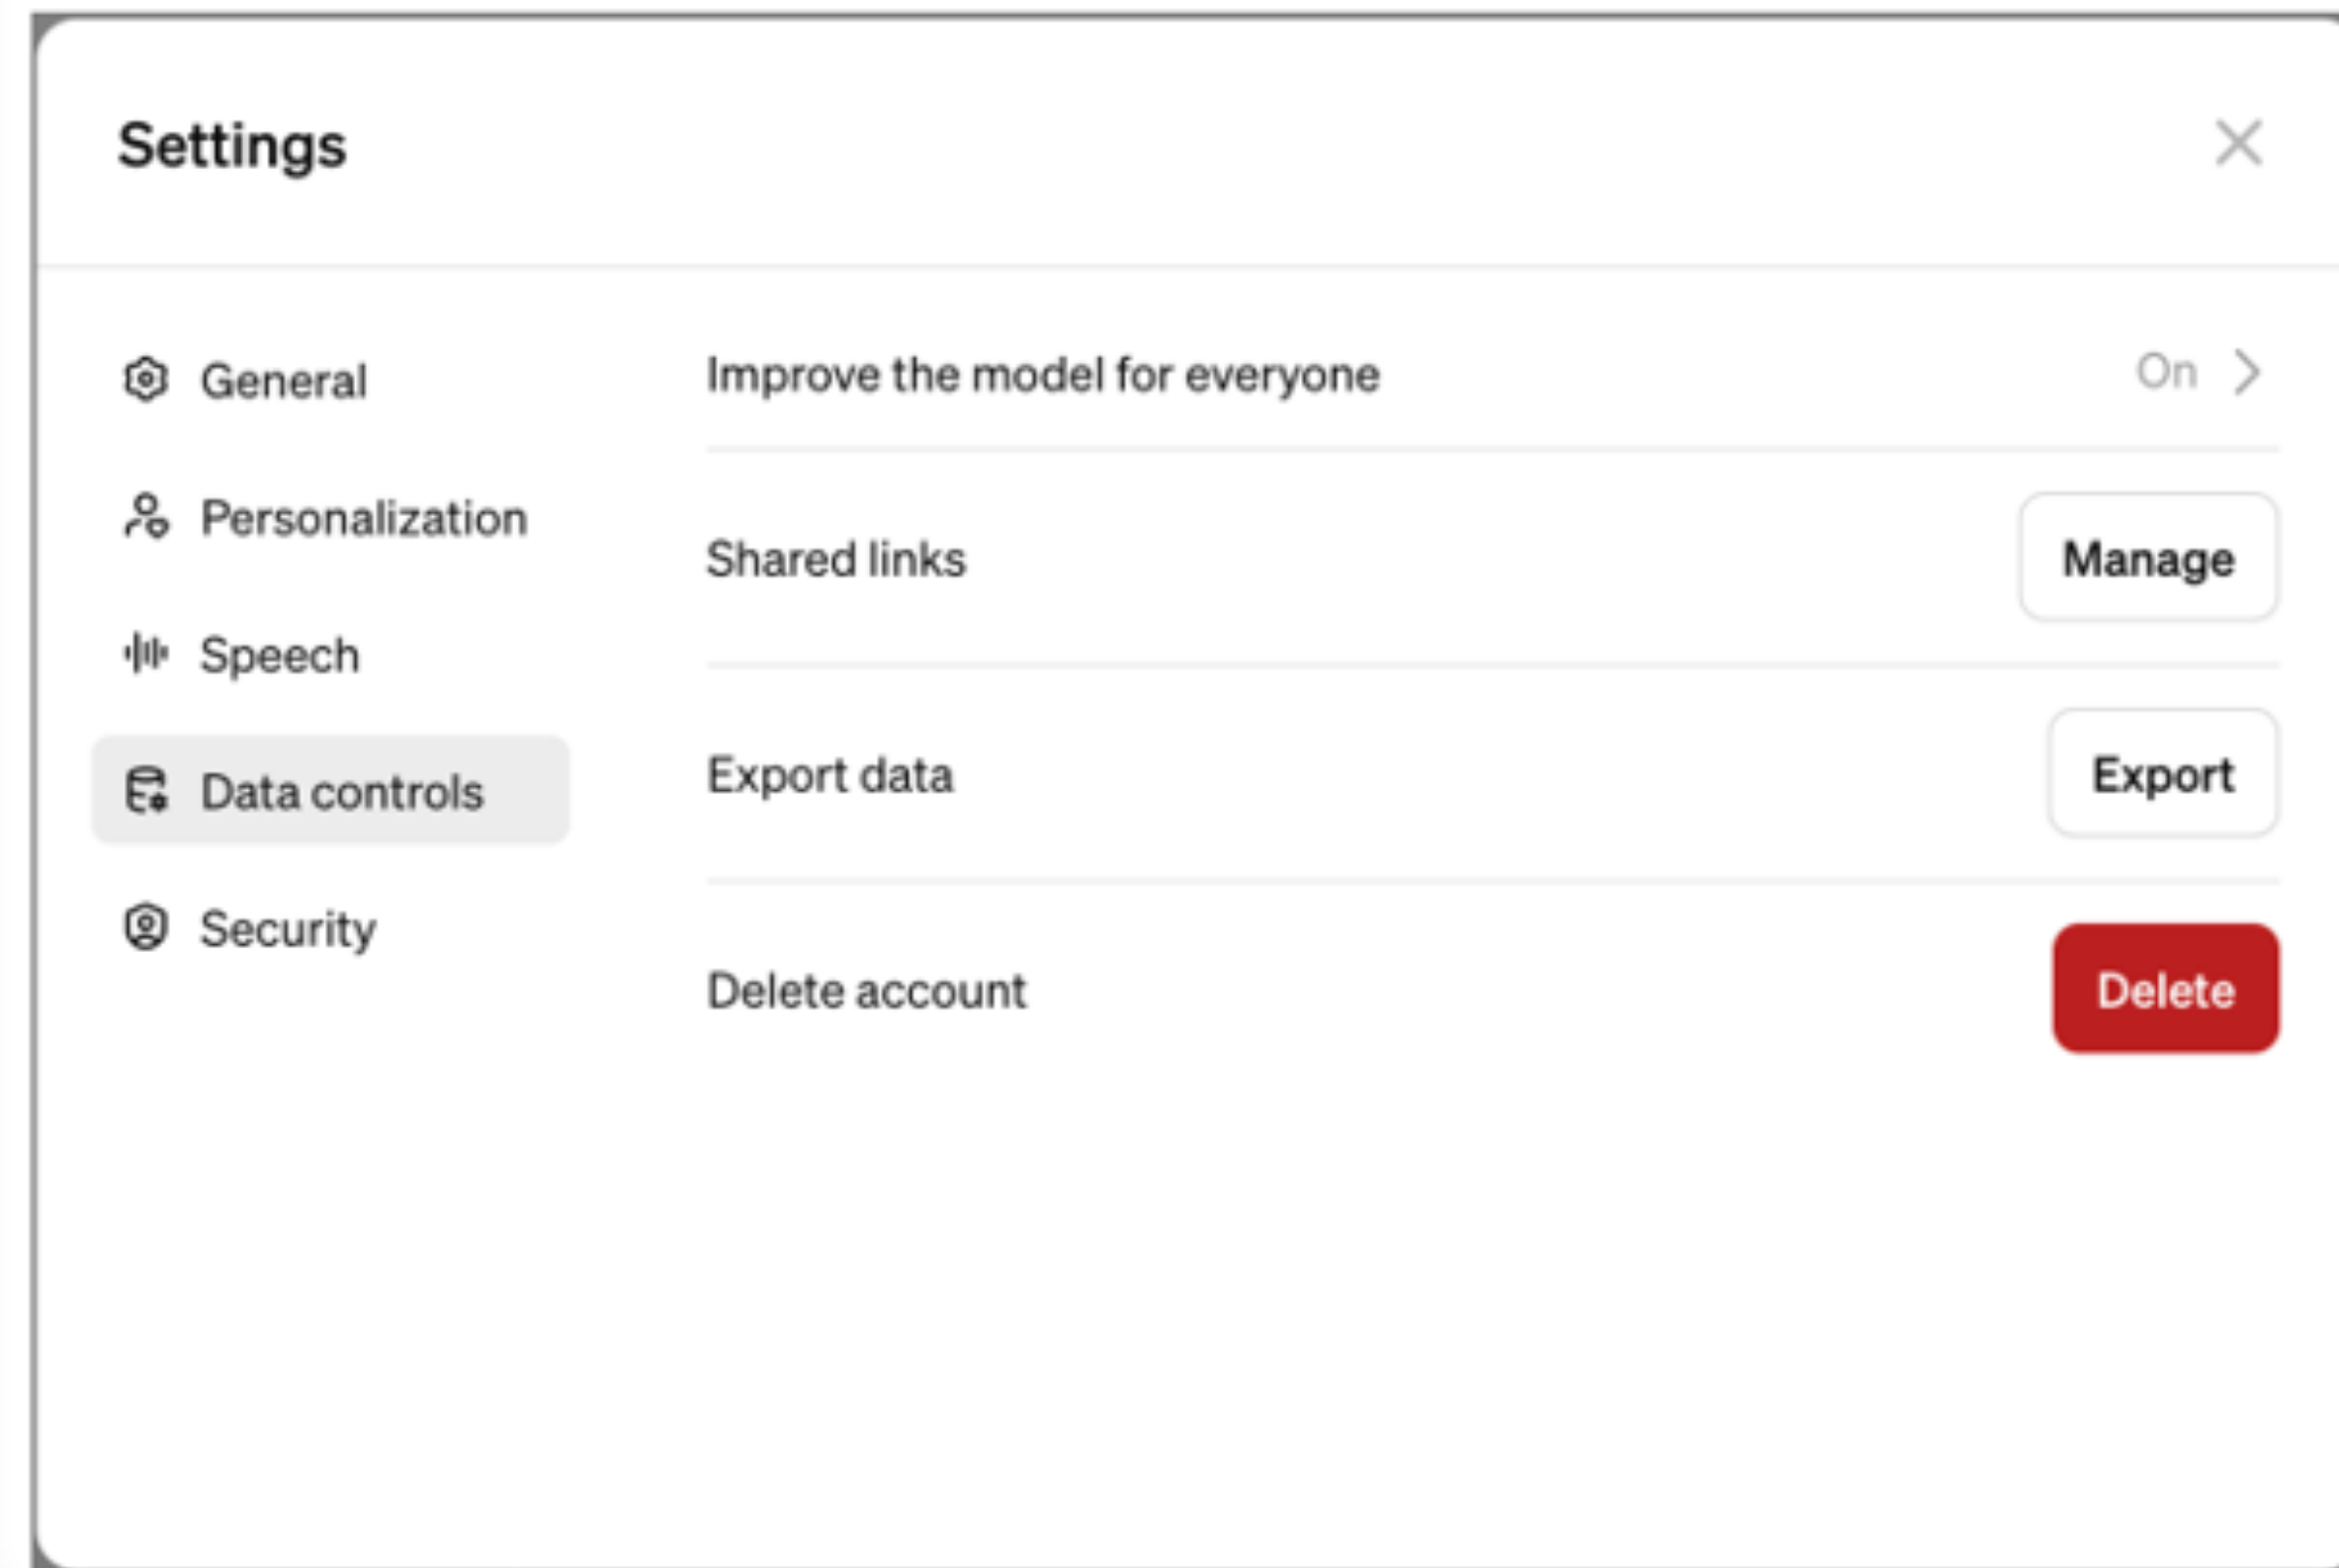 Settings
General
Personalization
Speech
Data controls
Security
Improve the model for everyone On
Shared links Manage
Export data Export
Delete account Delete